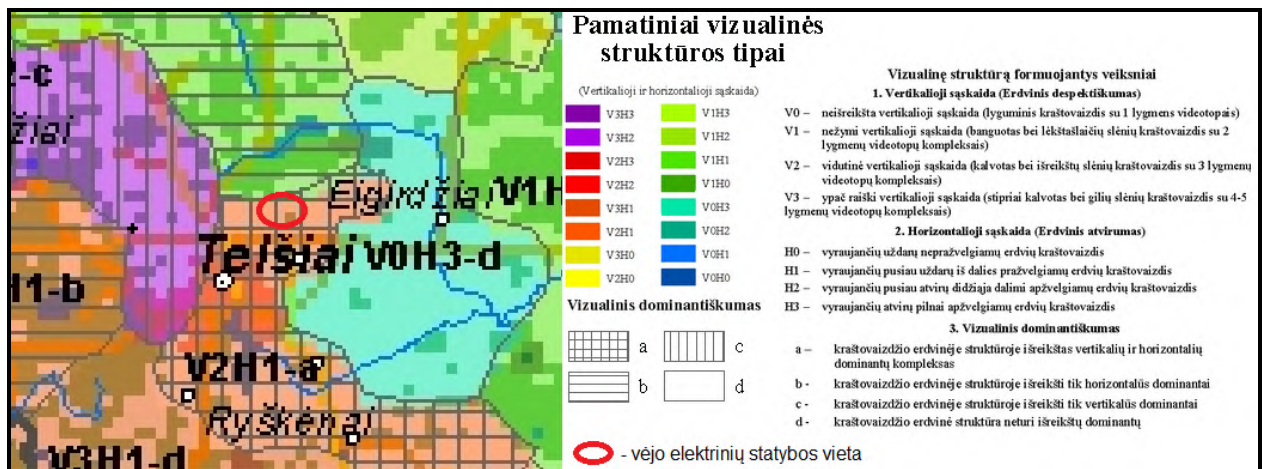 2-c
žiai
Eigirdžiai V1H
Telšiai V0H3-d
H1-b
V2H1-a
Ryškėnai
V3H1-d
Pamatiniai vizualinės
struktūros tipai
(Vertikalioji ir horizontalioji sąskaida)
V3H3 V1H3
V3H2 V1H2
V2H3 V1H1
V2H2 V1H0
V3H1 V0H3
V2H1 V0H2
V3H0 V0H1
V2H0 V0H0
Vizualinis dominantiškumas
a c
b d
- vėjo elektrinių statybos vieta
Vizualinę struktūrą formuojantys veiksniai
1. Vertikalioji sąskaida (Erdvinis despektiškumas)
V0 – neišreikšta vertikalioji sąskaida (lyguminis kraštovaizdis su 1 lygmens videotopais)
V1 – nežymi vertikalioji sąskaida (banguotas bei lėkštašlaičių slėnių kraštovaizdis su 2
lygmenų videotopų kompleksais)
V2 – vidutinė vertikalioji sąskaida (kalvotas bei išreikštų slėnių kraštovaizdis su 3 lygmenų
videotopų kompleksais)
V3 – ypač raiški vertikalioji sąskaida (stipriai kalvotas bei gilių slėnių kraštovaizdis su 4-5
lygmenų videotopų kompleksais)
2. Horizontalioji sąskaida (Erdvinis atvirumas)
H0 – vyraujančių uždarų nepražvelgiamų erdvių kraštovaizdis
H1 – vyraujančių pusiau uždarų iš dalies pražvelgiamų erdvių kraštovaizdis
H2 – vyraujančių pusiau atvirų didžiąja dalimi apžvelgiamų erdvių kraštovaizdis
H3 – vyraujančių atvirų pilnai apžvelgiamų erdvių kraštovaizdis
3. Vizualinis dominantiškumas
a – kraštovaizdžio erdvinėje struktūroje išreikštas vertikalių ir horizontalių
dominantų kompleksas
b - kraštovaizdžio erdvinėje struktūroje išreikšti tik horizontalūs dominantai
c - kraštovaizdžio erdvinėje struktūroje išreikšti tik vertikalūs dominantai
d - kraštovaizdžio erdvinė struktūra neturi išreikštų dominantų